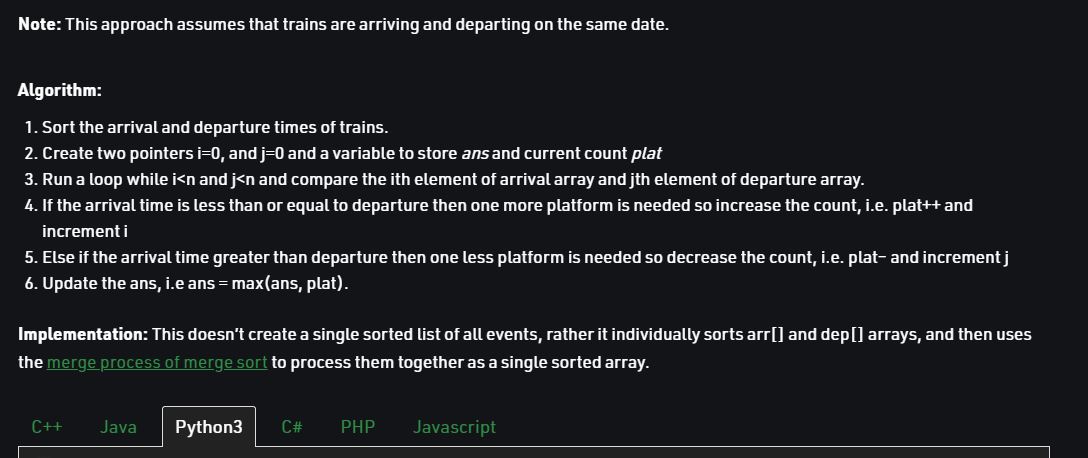 Note: This approach assumes that trains are arriving and departing on the same date.
Algorithm:
1. Sort the arrival and departure times of trains.
2. Create two pointers i=0, and j=0 and a variable to store ans and current count plat
3. Run a loop while i<n and j<n and compare the ith element of arrival array and jth element of departure array.
4. If the arrival time is less than or equal to departure then one more platform is needed so increase the count, i.e. plat++ and
increment i
5. Else if the arrival time greater than departure then one less platform is needed so decrease the count, i.e. plat– and increment j
6. Update the ans, i.e ans = max(ans, plat).
Implementation: This doesn’t create a single sorted list of all events, rather it individually sorts arr[] and dep[] arrays, and then uses
the merge process of merge sort to process them together as a single sorted array.
C++ Java Python3 C# PHP Javascript